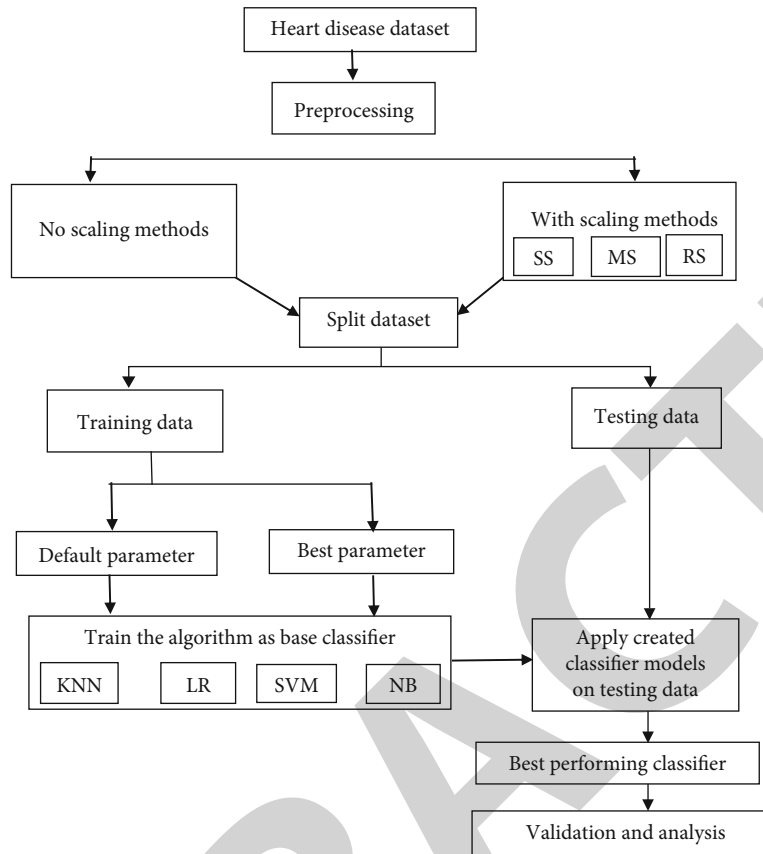 Heart disease dataset
Preprocessing
No scaling methods
With scaling methods
SS MS RS
Split dataset
Training data
Testing data
Default parameter
Best parameter
Train the algorithm as base classifier
KNN LR SVM NB
Apply created
classifier models
on testing data
Best performing classifier
Validation and analysis